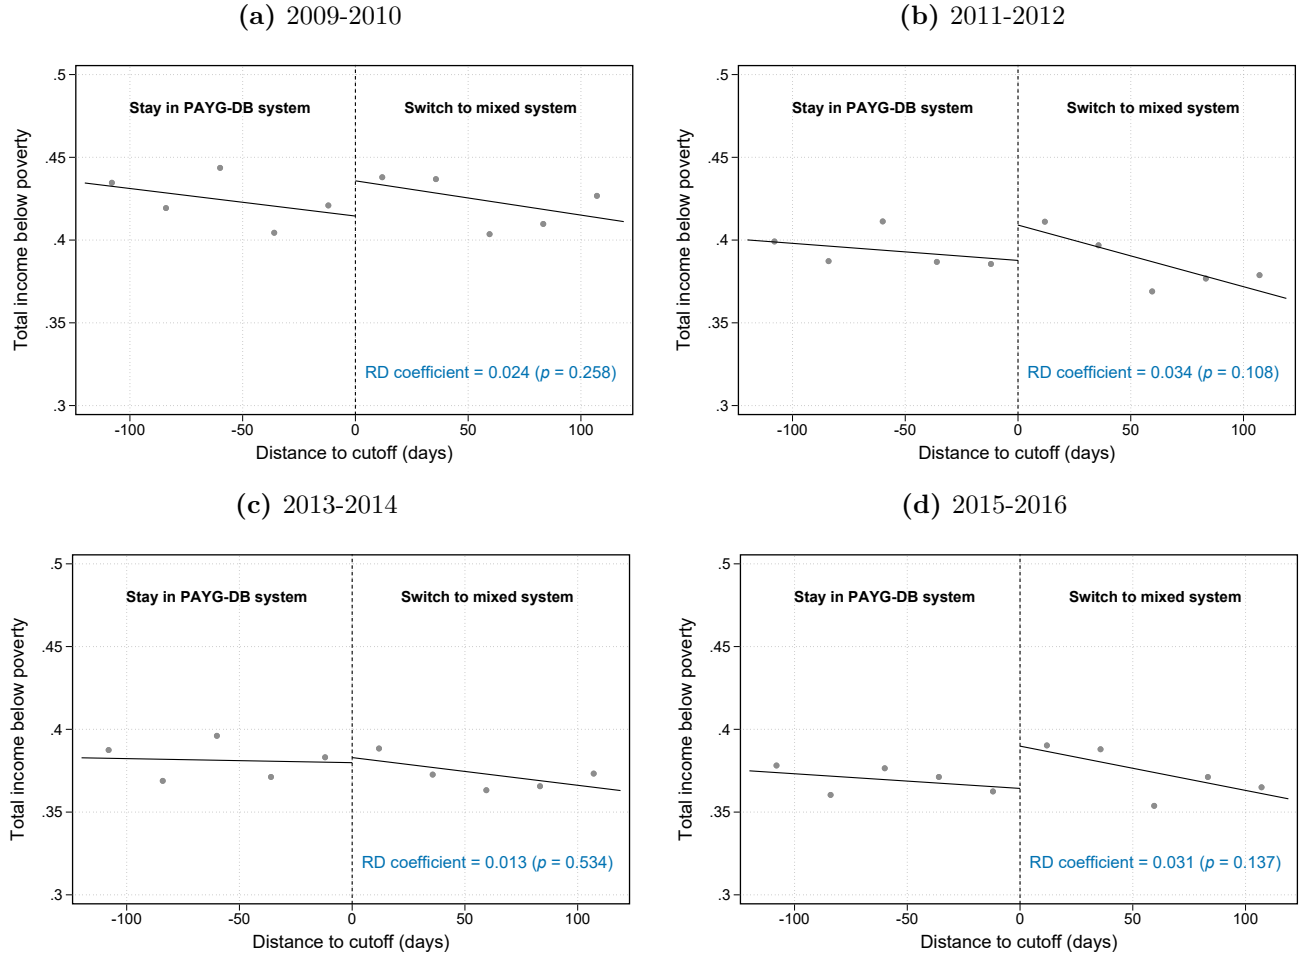 (a) 2009-2010
.5
.45
.4
.35
.3
Total income below poverty
Stay in PAYG-DB system
Switch to mixed system
RD coefficient = 0.024 (p = 0.258)
-100 -50 0 50 100
Distance to cutoff (days)
(b) 2011-2012
.5
.45
.4
.35
.3
Total income below poverty
Stay in PAYG-DB system
Switch to mixed system
RD coefficient = 0.034 (p = 0.108)
-100 -50 0 50 100
Distance to cutoff (days)
(c) 2013-2014
.5
.45
.4
.35
.3
Total income below poverty
Stay in PAYG-DB system
Switch to mixed system
RD coefficient = 0.013 (p = 0.534)
-100 -50 0 50 100
Distance to cutoff (days)
(d) 2015-2016
.5
.45
.4
.35
.3
Total income below poverty
Stay in PAYG-DB system
Switch to mixed system
RD coefficient = 0.031 (p = 0.137)
-100 -50 0 50 100
Distance to cutoff (days)